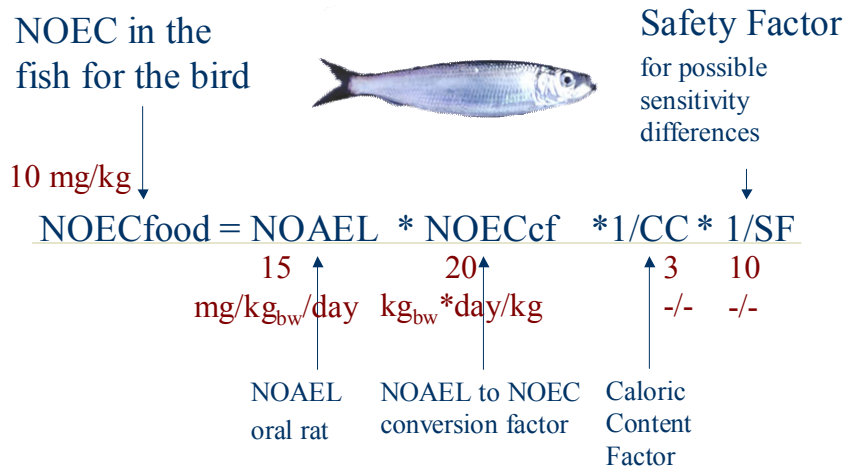 NOEC in the
fish for the bird
Safety Factor
for possible
sensitivity
differences
10 mg/kg
NOECfood = NOAEL * NOECcf *1/CC * 1/SF
15 20 3 10
mg/kgbw/day kgbw*day/kg -/- -/-
NOAEL
oral rat
NOAEL to NOEC
conversion factor
Caloric
Content
Factor